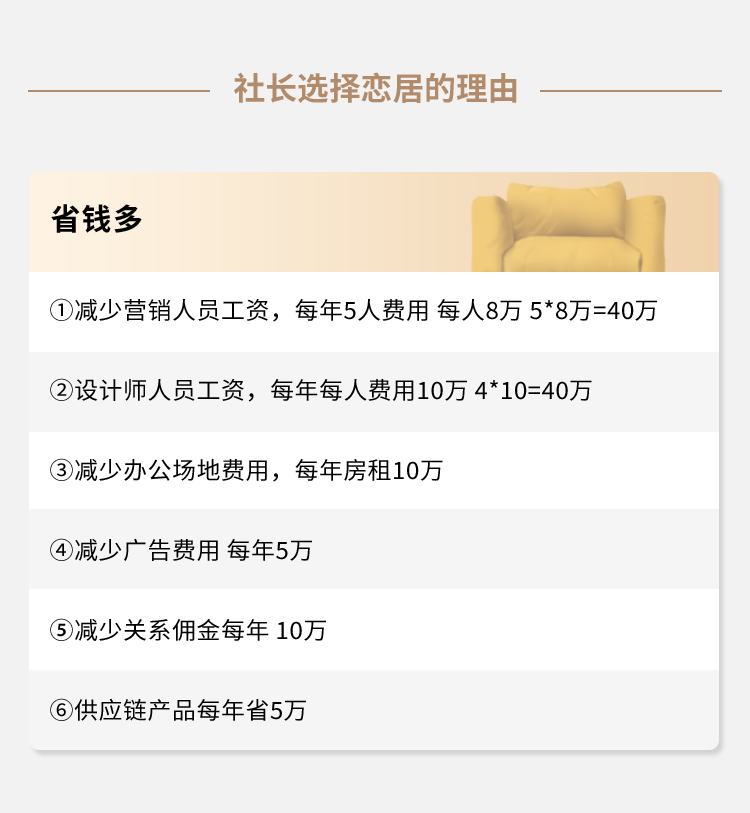 社长选择恋居的理由
省钱多
①减少营销人员工资，每年5人费用 每人8万 5*8万=40万
②设计师人员工资，每年每人费用10万 4*10=40万
③减少办公场地费用，每年房租10万
④减少广告费用 每年5万
⑤减少关系佣金每年 10万
⑥供应链产品每年省5万